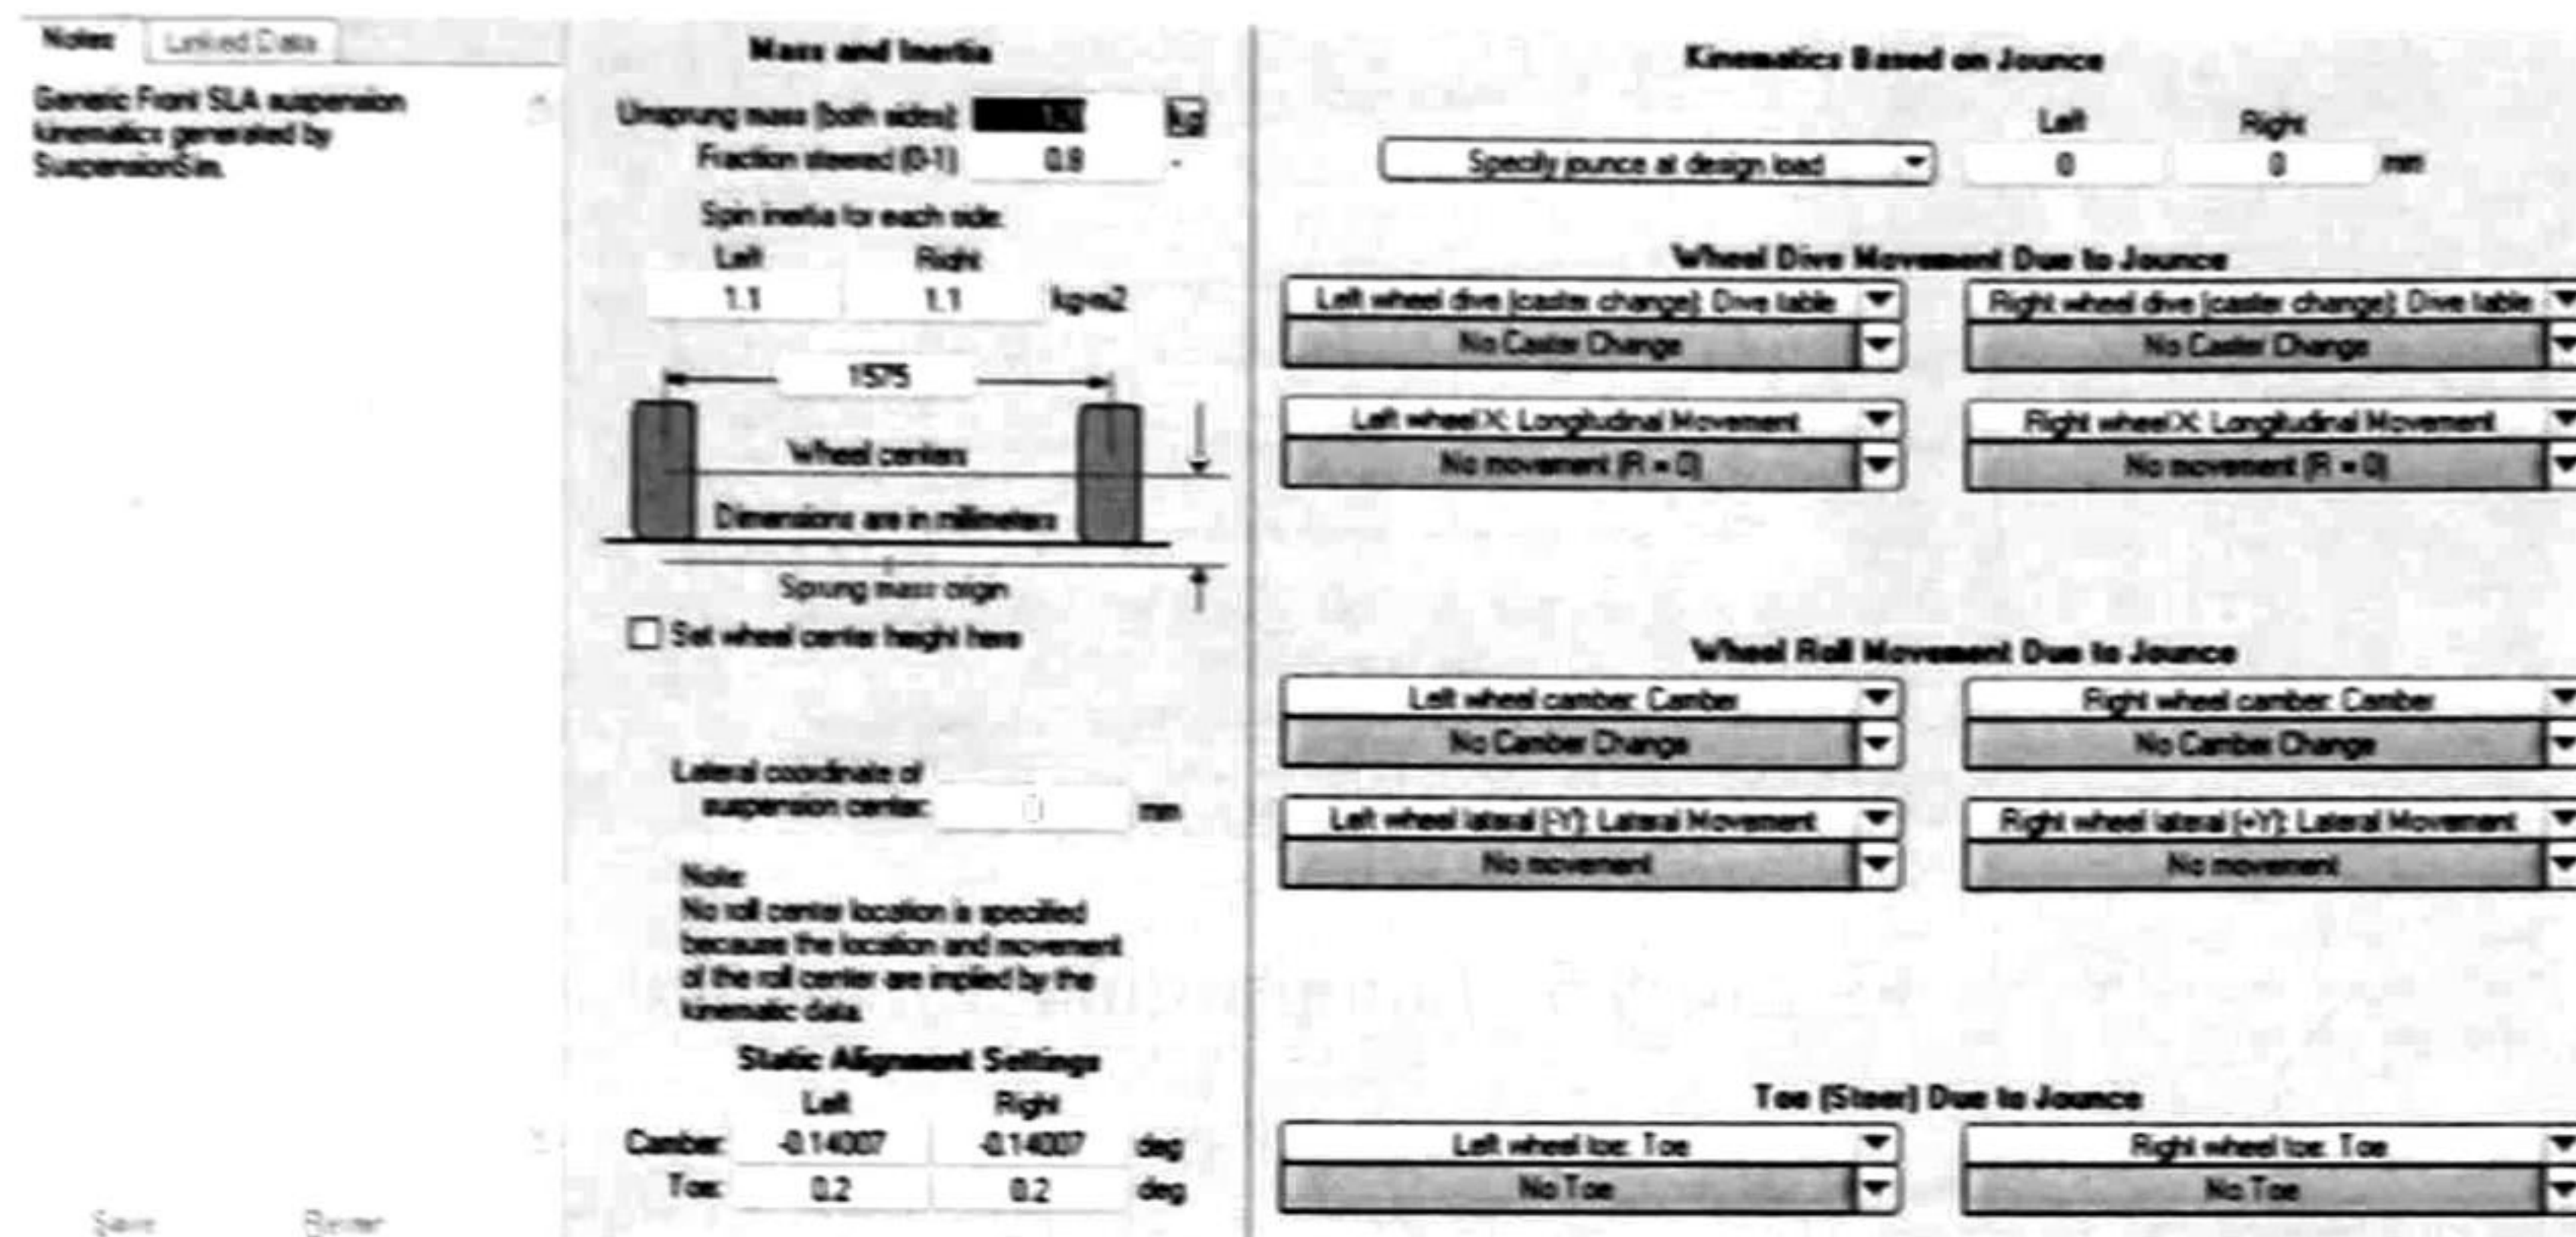 Notes
Linked Data
Generic Front SLA suspension
kinematics generated by
SuspensionSim.
Save
Mass and Inertia
Unsprung mass (both sides): kg
Fraction steered (0-1) 0.8 -
Spin inertia for each side:
Left Right
1.1 1.1 kg-m2
1575
Wheel centers
Dimensions are in millimeters
Sprung mass origin
Set wheel center height here
Lateral coordinate of
suspension center: 0 mm
Note:
No roll center location is specified
because the location and movement
of the roll center are implied by the
kinematic data.
Static Alignment Settings
Left Right
Camber: -0.14007 -0.14007 deg
Toe: 0.2 0.2 deg
Kinematics Based on Jounce
Left Right
Specify jounce at design load 0 0 mm
Wheel Dive Movement Due to Jounce
Left wheel dive (caster change): Dive table
No Caster Change
Right wheel dive (caster change): Dive table
No Caster Change
Left wheel X: Longitudinal Movement
No movement (R = 0)
Right wheel X: Longitudinal Movement
No movement (R = 0)
Wheel Roll Movement Due to Jounce
Left wheel camber: Camber
No Camber Change
Right wheel camber: Camber
No Camber Change
Left wheel lateral (-Y): Lateral Movement
No movement
Right wheel lateral (+Y): Lateral Movement
No movement
Toe (Steer) Due to Jounce
Left wheel toe: Toe
No Toe
Right wheel toe: Toe
No Toe